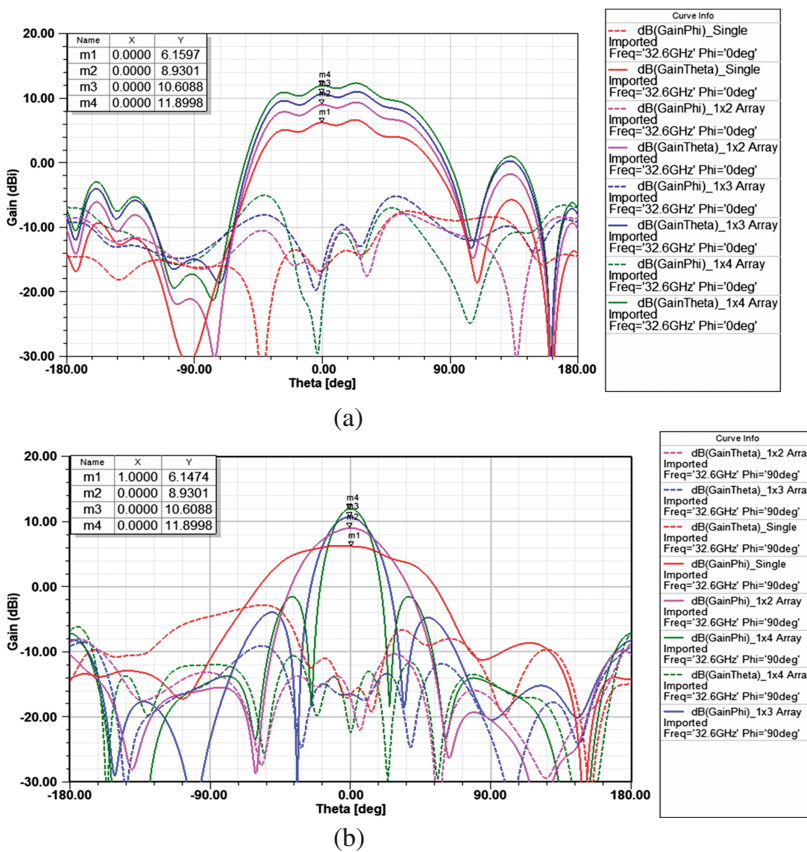 Name X Y
m1 0.0000 6.1597
m2 0.0000 8.9301
m3 0.0000 10.6088
m4 0.0000 11.8998
20.00
10.00
0.00
-10.00
-20.00
-30.00
Gain (dBi)
m4
m3
m2
m1
-180.00 -90.00 0.00 90.00 180.00
Theta [deg]
Curve Info
dB(GainPhi)_Single
Imported
Freq='32.6GHz' Phi='0deg'
dB(GainTheta)_Single
Imported
Freq='32.6GHz' Phi='0deg'
dB(GainPhi)_1x2 Array
Imported
Freq='32.6GHz' Phi='0deg'
dB(GainTheta)_1x2 Array
Imported
Freq='32.6GHz' Phi='0deg'
dB(GainPhi)_1x3 Array
Imported
Freq='32.6GHz' Phi='0deg'
dB(GainTheta)_1x3 Array
Imported
Freq='32.6GHz' Phi='0deg'
dB(GainPhi)_1x4 Array
Imported
Freq='32.6GHz' Phi='0deg'
dB(GainTheta)_1x4 Array
Imported
Freq='32.6GHz' Phi='0deg'
(a)
Name X Y
m1 1.0000 6.1474
m2 0.0000 8.9301
m3 0.0000 10.6088
m4 0.0000 11.8998
20.00
10.00
0.00
-10.00
-20.00
-30.00
Gain (dBi)
m4
m3
m2
m1
-180.00 -90.00 0.00 90.00 180.00
Theta [deg]
Curve Info
dB(GainTheta)_1x2 Arra
Imported
Freq='32.6GHz' Phi='90deg'
dB(GainTheta)_1x3 Arra
Imported
Freq='32.6GHz' Phi='90deg'
dB(GainTheta)_Single
Imported
Freq='32.6GHz' Phi='90deg'
dB(GainPhi)_Single
Imported
Freq='32.6GHz' Phi='90deg'
dB(GainPhi)_1x2 Array
Imported
Freq='32.6GHz' Phi='90deg'
dB(GainPhi)_1x4 Array
Imported
Freq='32.6GHz' Phi='90deg'
dB(GainTheta)_1x4 Arra
Imported
Freq='32.6GHz' Phi='90deg'
dB(GainPhi)_1x3 Array
Imported
Freq='32.6GHz' Phi='90deg'
(b)